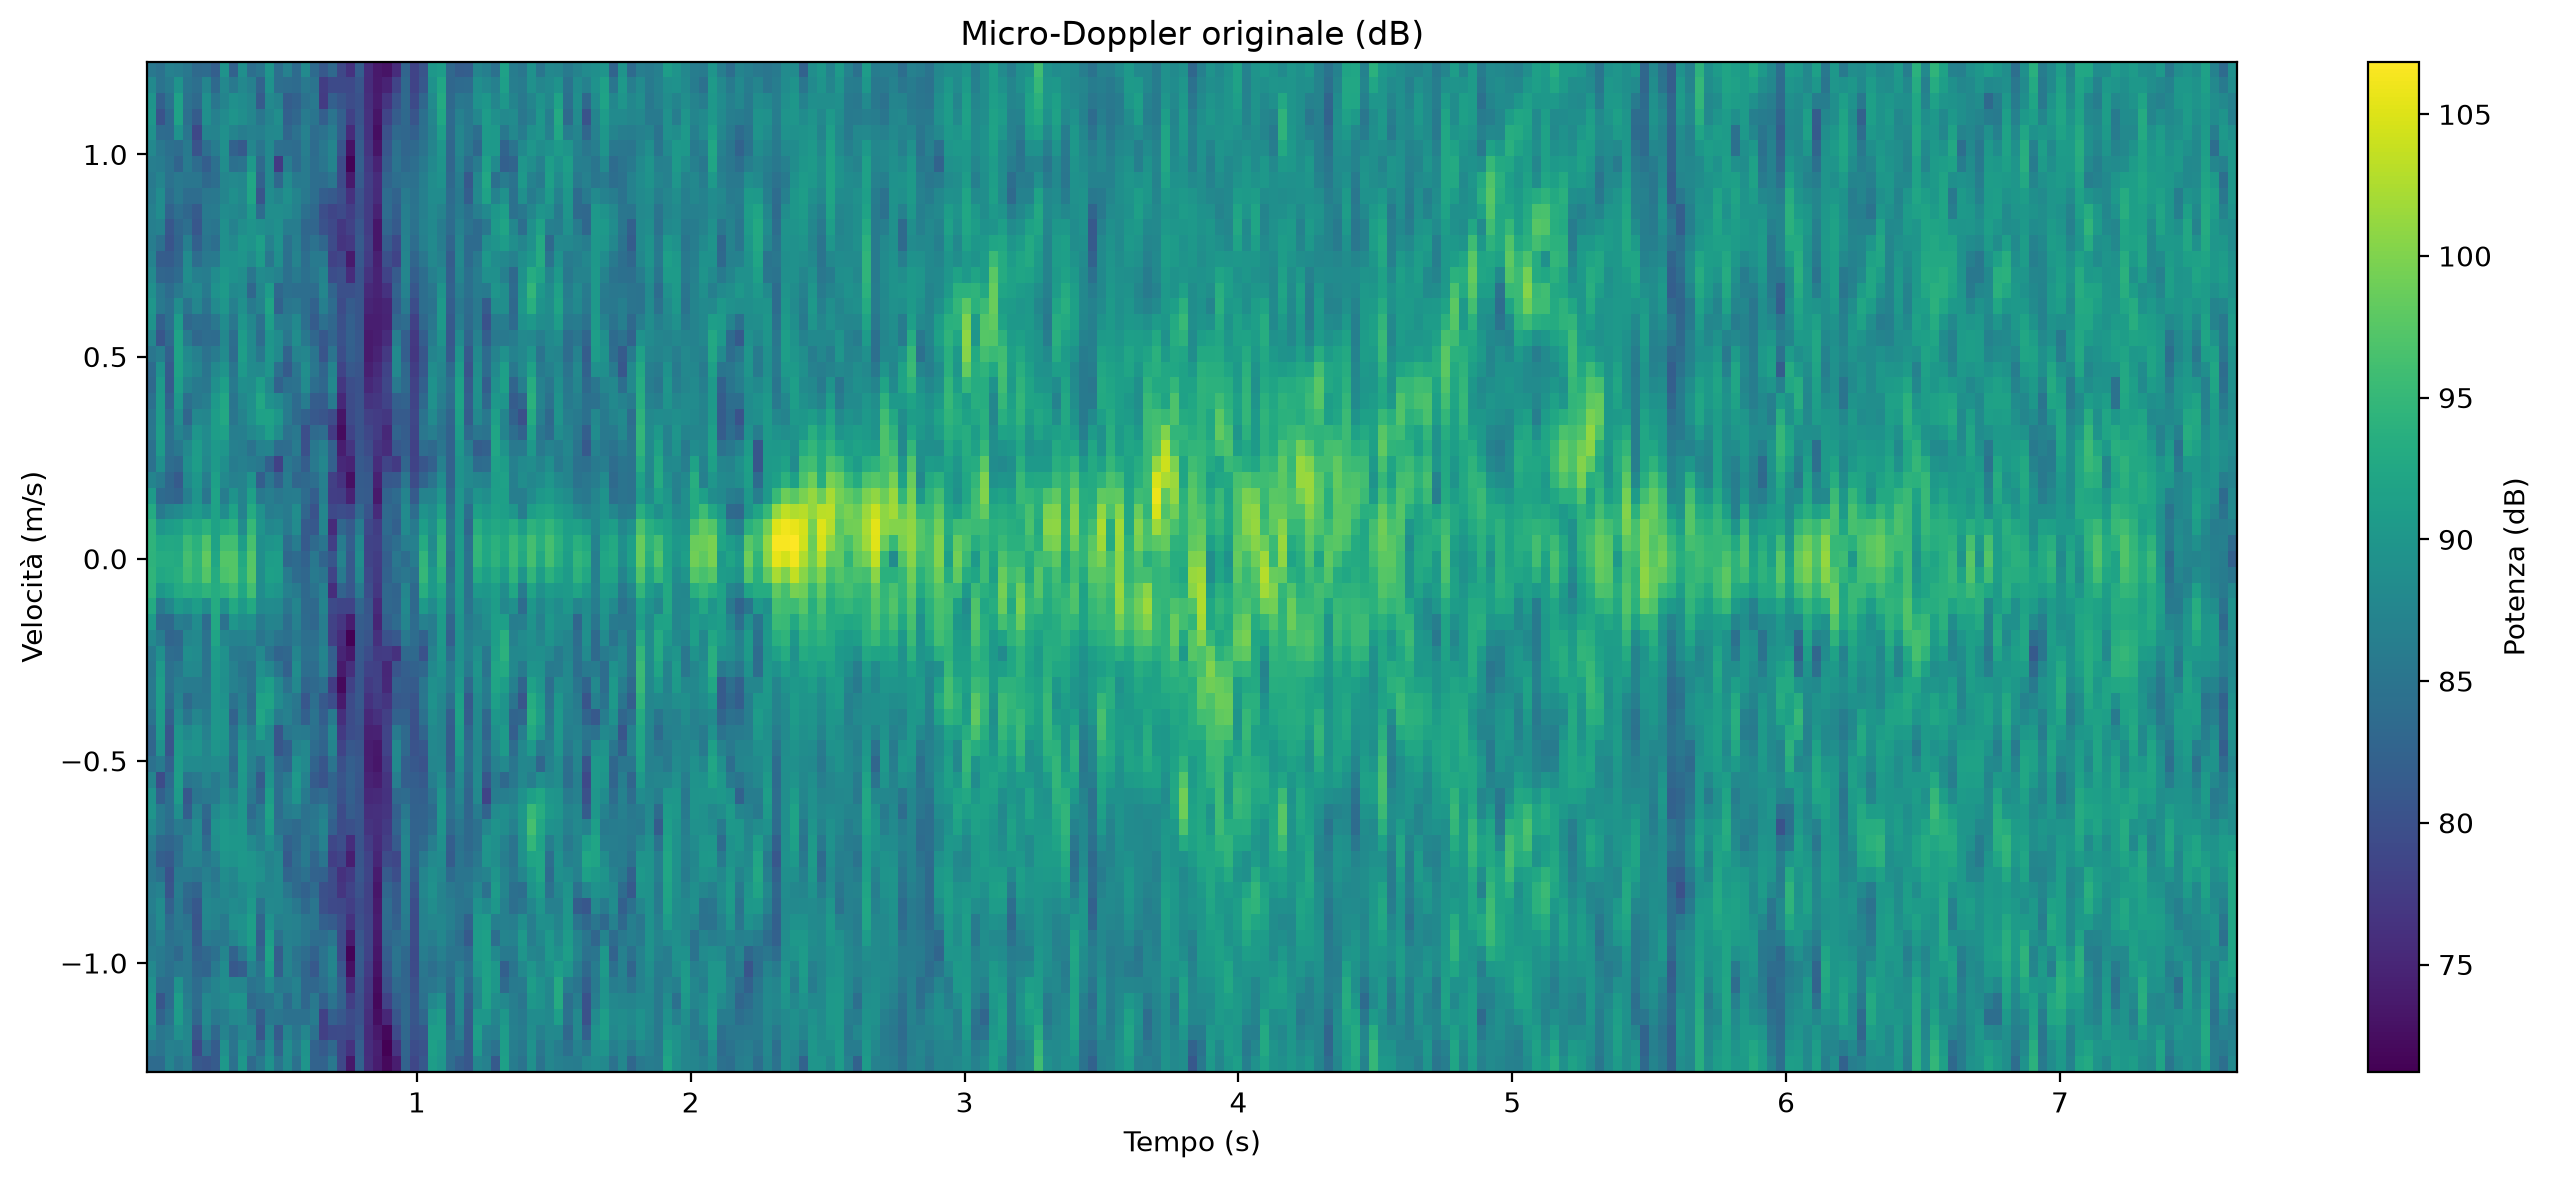 Micro-Doppler originale (dB)
Velocità (m/s)
1.0
0.5
0.0
−0.5
−1.0
1 2 3 4 5 6 7
Tempo (s)
105
100
95
90
85
80
75
Potenza (dB)